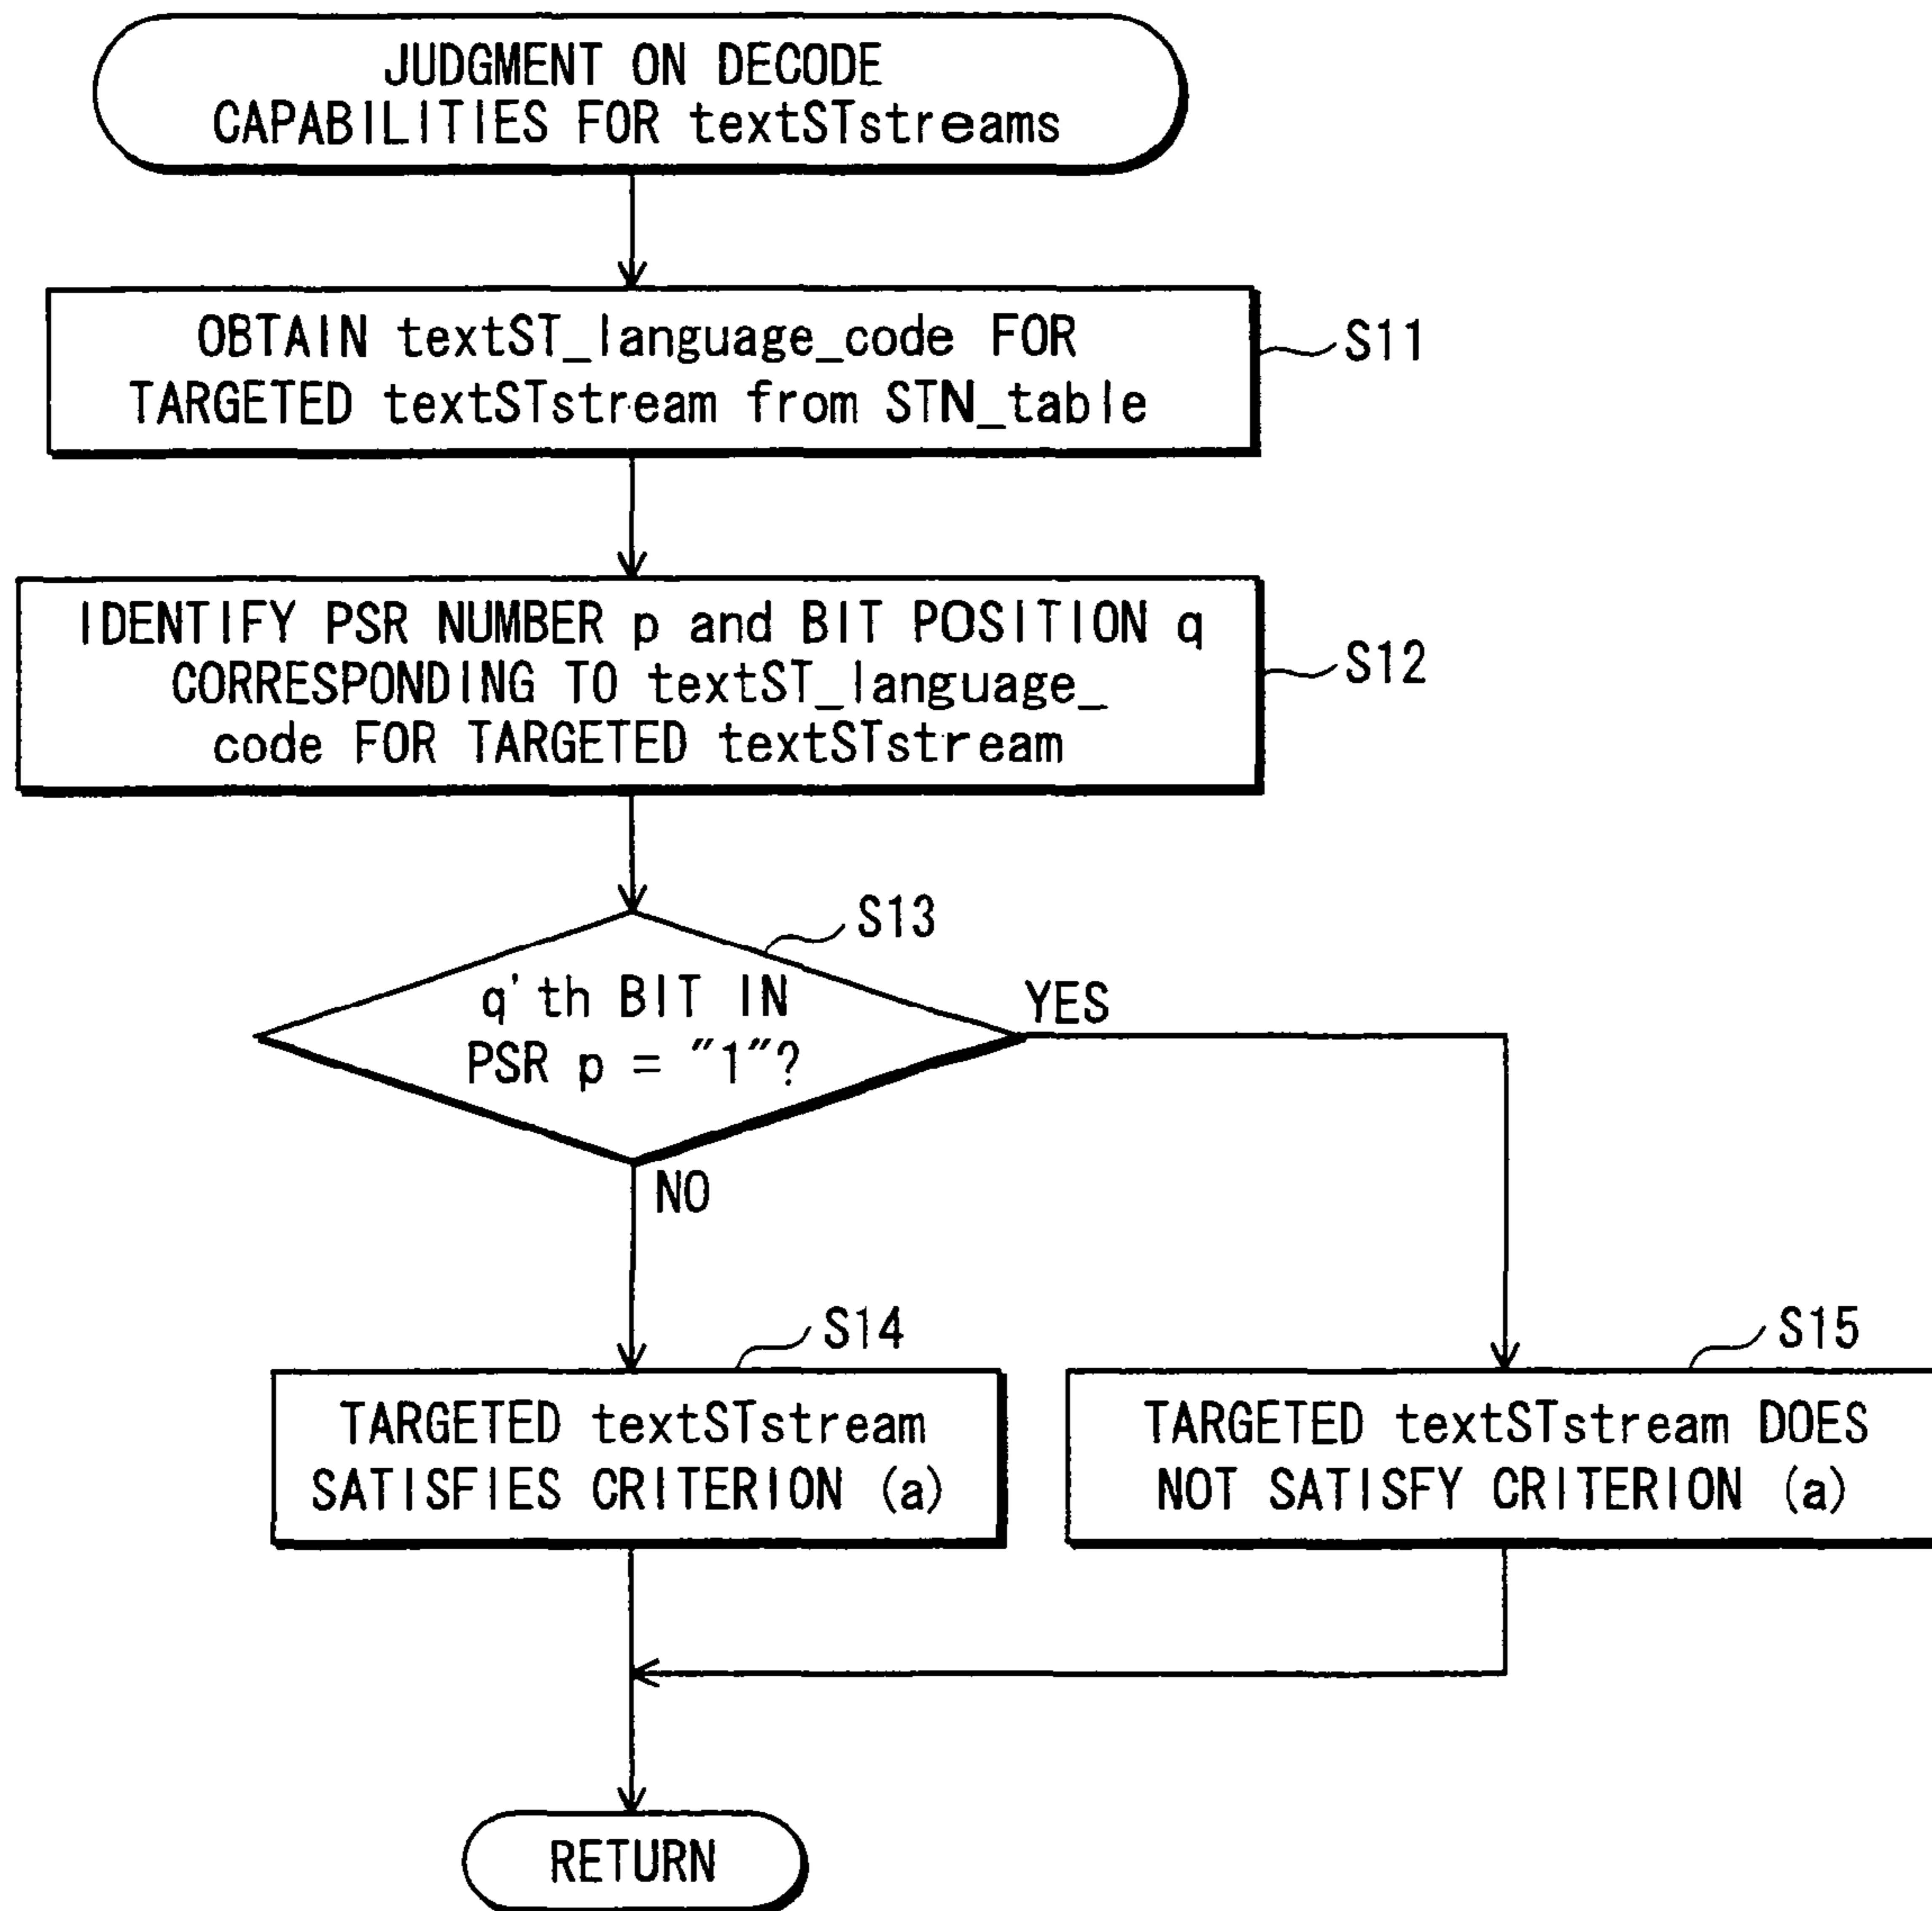 JUDGMENT ON DECODE
CAPABILITIES FOR textSTstreams
OBTAIN textST_language_code FOR
TARGETED textSTstream from STN_table
S11
IDENTIFY PSR NUMBER p and BIT POSITION q
CORRESPONDING TO textST_language_
code FOR TARGETED textSTstream
S12
S13
q'th BIT IN
PSR p = "1"?
YES
NO
S14
TARGETED textSTstream
SATISFIES CRITERION (a)
S15
TARGETED textSTstream DOES
NOT SATISFY CRITERION (a)
RETURN